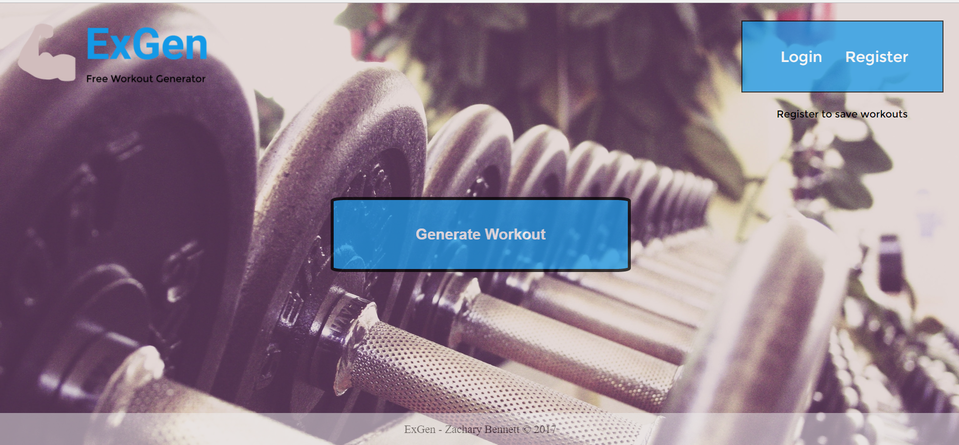 ExGen
Free Workout Generator
Login Register
Register to save workouts
Generate Workout
ExGen - Zachary Bennett © 2017